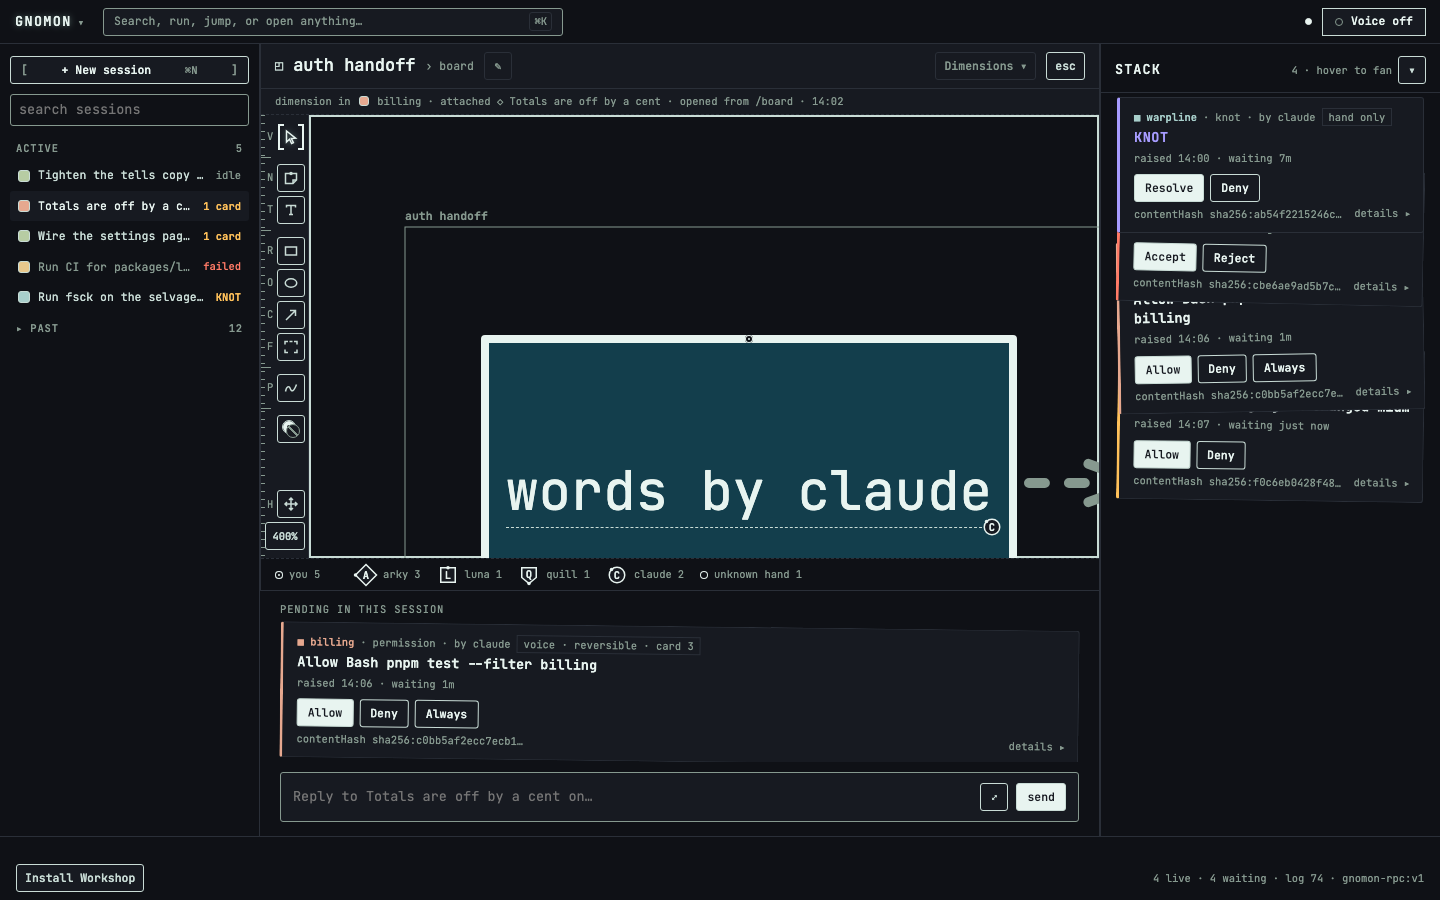 GNOMON ▾
Search, run, jump, or open anything…
⌘K
Voice off
[ + New session ⌘N ]
search sessions
ACTIVE 5
Tighten the tells copy … idle
Totals are off by a c… 1 card
Wire the settings pag… 1 card
Run CI for packages/l… failed
Run fsck on the selvage… KNOT
▸ PAST 12
auth handoff › board ✎
Dimensions ▾
esc
dimension in billing · attached ◇ Totals are off by a cent · opened from /board · 14:02
V
N
T
R
O
C
F
P
H
400%
auth handoff
words by claude
C
you 5
A arky 3
L luna 1
Q quill 1
C claude 2
unknown hand 1
PENDING IN THIS SESSION
billing · permission · by claude voice · reversible · card 3
Allow Bash pnpm test --filter billing
raised 14:06 · waiting 1m
Allow Deny Always
contentHash sha256:c0bb5af2ecc7ecb1…
details ▸
Reply to Totals are off by a cent on…
send
STACK
4 · hover to fan ▾
warpline · knot · by claude hand only
KNOT
raised 14:00 · waiting 7m
Resolve Deny
contentHash sha256:ab54f2215246c… details ▸
Accept Reject
contentHash sha256:cbe6ae9ad5b7c… details ▸
billing
raised 14:06 · waiting 1m
Allow Deny Always
contentHash sha256:c0bb5af2ecc7e… details ▸
raised 14:07 · waiting just now
Allow Deny
contentHash sha256:f0c6eb0428f48… details ▸
Install Workshop
4 live · 4 waiting · log 74 · gnomon-rpc:v1